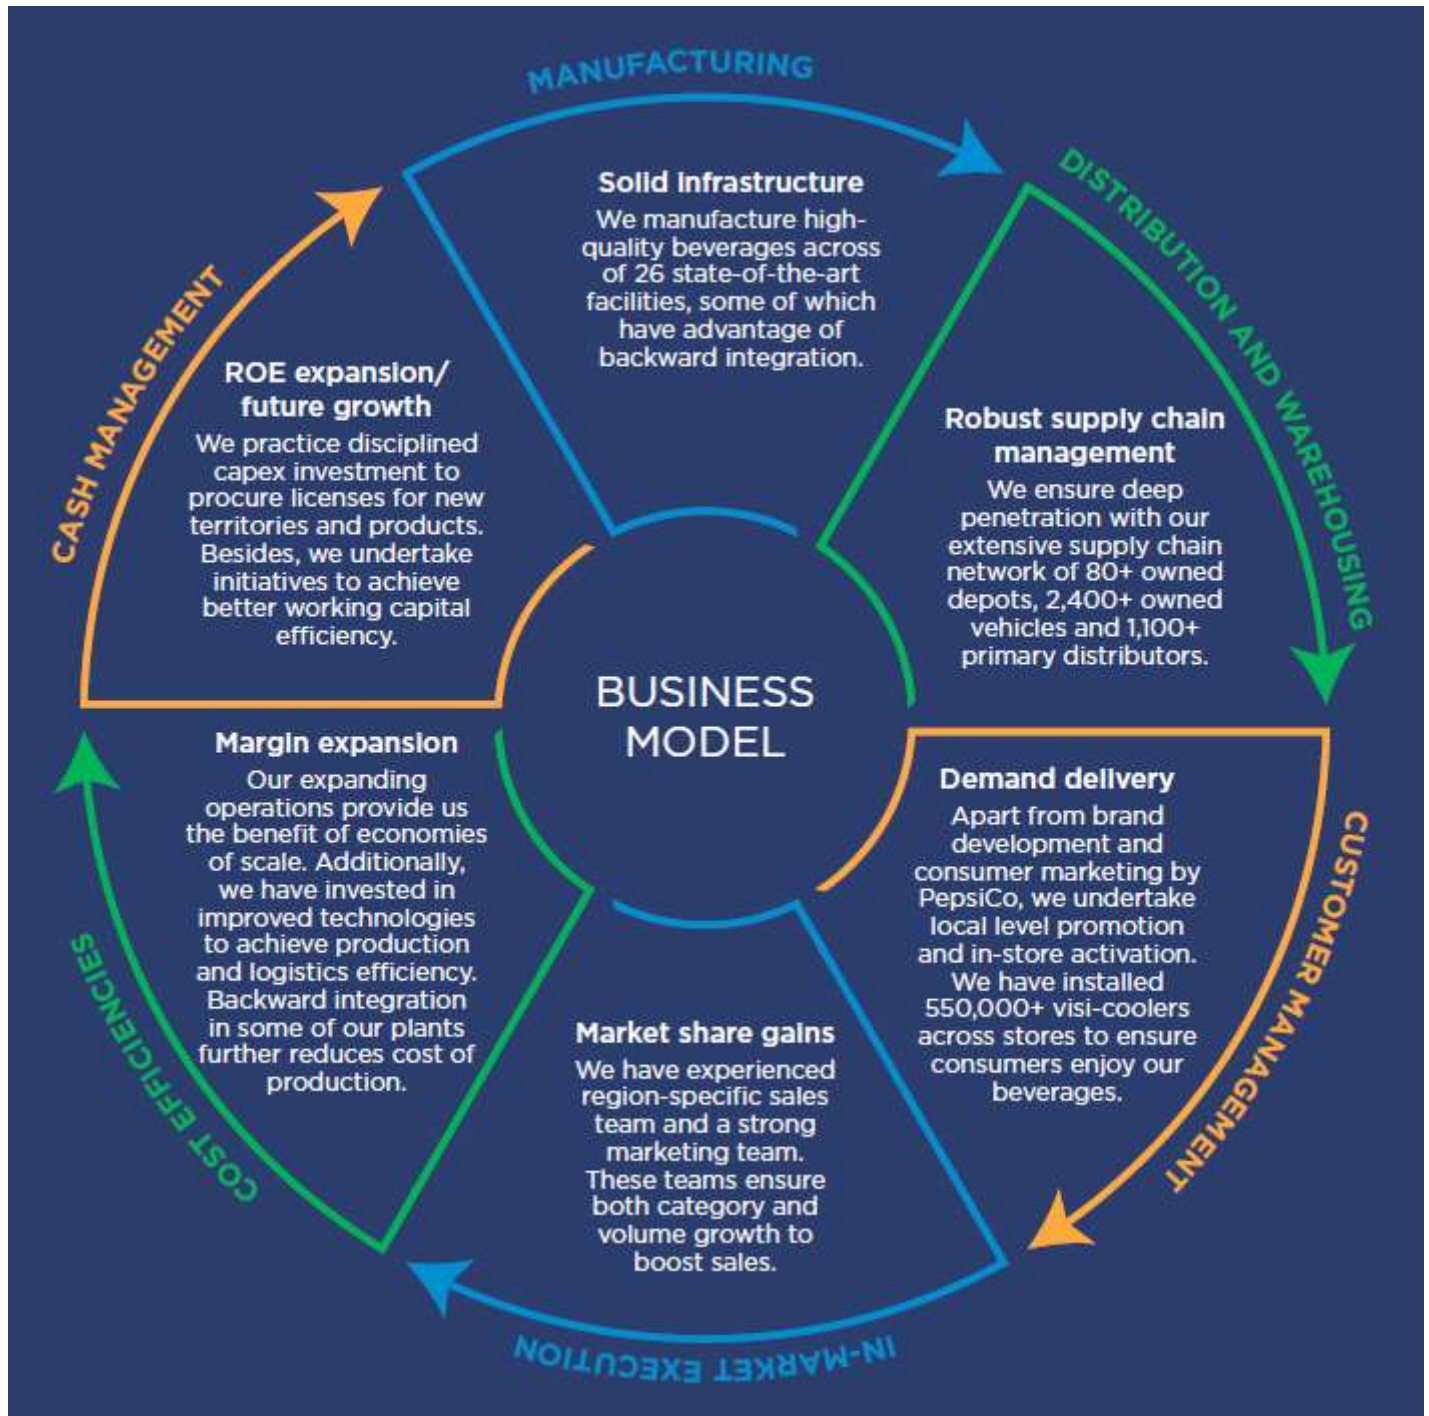 MANUFACTURING
Solid infrastructure
We manufacture high-
quality beverages across
of 26 state-of-the-art
facilities, some of which
have advantage of
backward integration.
DISTRIBUTION AND WAREHOUSING
Robust supply chain
management
We ensure deep
penetration with our
extensive supply chain
network of 80+ owned
depots, 2,400+ owned
vehicles and 1,100+
primary distributors.
CUSTOMER MANAGEMENT
Demand delivery
Apart from brand
development and
consumer marketing by
PepsiCo, we undertake
local level promotion
and in-store activation.
We have installed
550,000+ visi-coolers
across stores to ensure
consumers enjoy our
beverages.
IN-MARKET EXECUTION
Market share gains
We have experienced
region-specific sales
team and a strong
marketing team.
These teams ensure
both category and
volume growth to
boost sales.
COST EFFICIENCIES
Margin expansion
Our expanding
operations provide us
the benefit of economies
of scale. Additionally,
we have invested in
improved technologies
to achieve production
and logistics efficiency.
Backward integration
in some of our plants
further reduces cost of
production.
CASH MANAGEMENT
ROE expansion/
future growth
We practice disciplined
capex investment to
procure licenses for new
territories and products.
Besides, we undertake
initiatives to achieve
better working capital
efficiency.
BUSINESS
MODEL